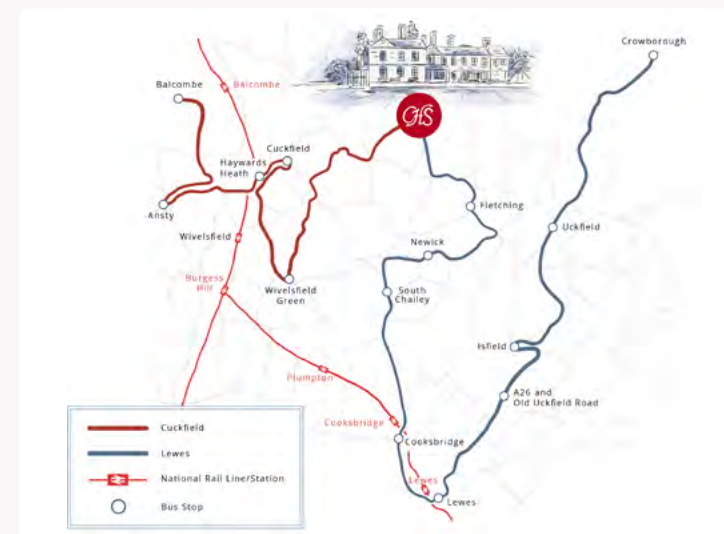 Crowborough
Balcombe
Balcombe
CHS
Cuckfield
Haywards
Heath
Ansty
Fletching
Uckfield
Wivelsfield
Newick
Burgess
Hill
Wivelsfield
Green
South
Chailey
Isfield
Plumpton
A26 and
Old Uckfield Road
Cooksbridge
Cooksbridge
Lewes
Lewes
Cuckfield
Lewes
National Rail Line/Station
Bus Stop